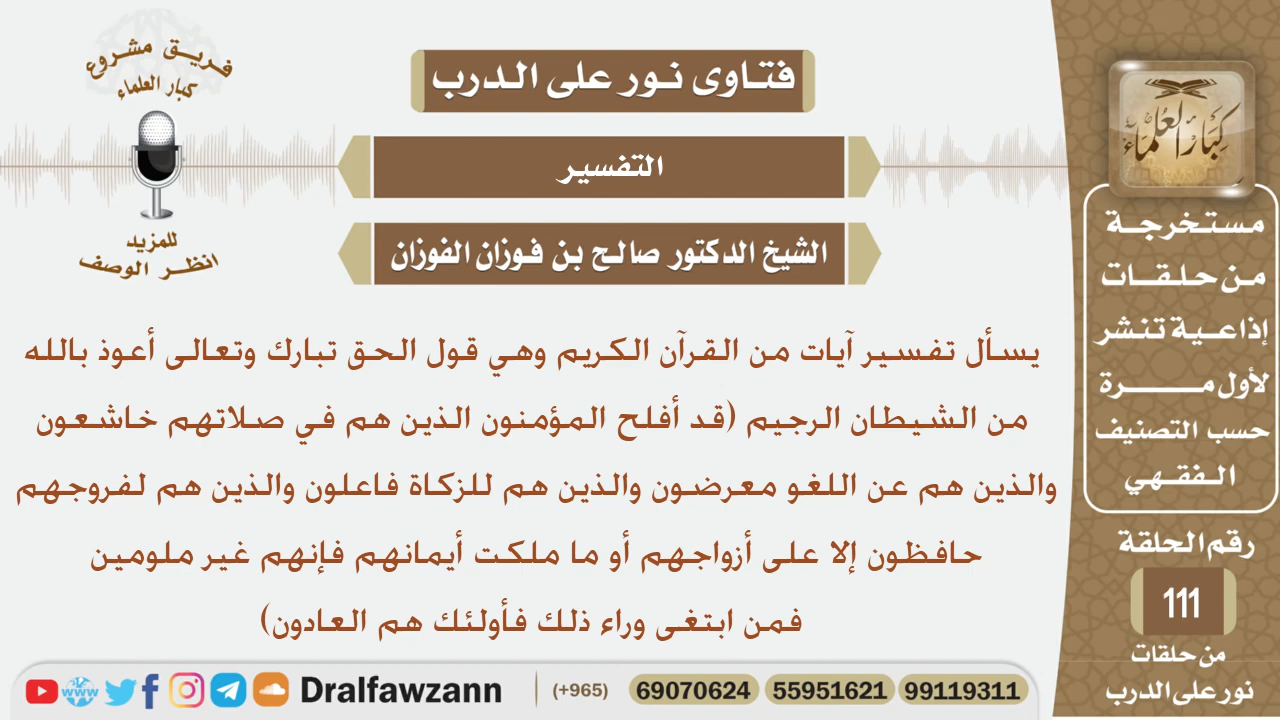 فريق مشروع
كبار العلماء
للمزيد
انظر الوصف
فتاوى نور على الدرب
التفسير
الشيخ الدكتور صالح بن فوزان الفوزان
يسأل تفسير آيات من القرآن الكريم وهي قول الحق تبارك وتعالى أعوذ بالله
من الشيطان الرجيم (قد أفلح المؤمنون الذين هم في صلاتهم خاشعون
والذين هم عن اللغو معرضون والذين هم للزكاة فاعلون والذين هم لفروجهم
حافظون إلا على أزواجهم أو ما ملكت أيمانهم فإنهم غير ملومين
فمن ابتغى وراء ذلك فأولئك هم العادون)
كبار العلماء
مستخرجة
من حلقات
إذاعية تنشر
لأول مرة
حسب التصنيف
الفقهي
رقم الحلقة
111
من حلقات
نور على الدرب
www
Dralfawzann
(+965) 69070624 55951621 99119311